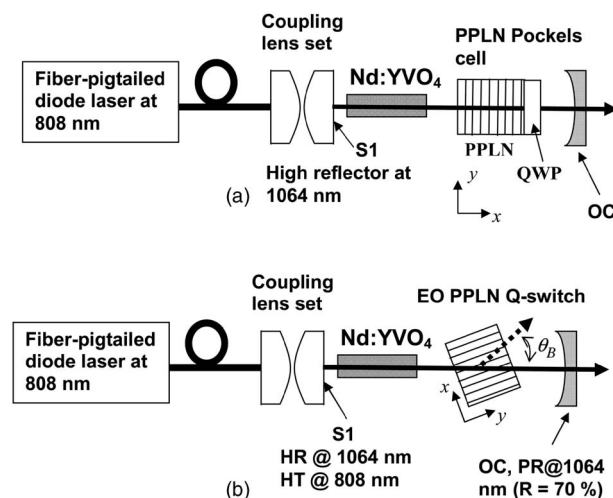 Coupling
lens set
PPLN Pockels
cell
Fiber-pigtailed
diode laser at
808 nm
Nd:YVO₄
S1
High reflector at
1064 nm
PPLN
QWP
OC
y
x
(a)
Coupling
lens set
EO PPLN Q-switch
Fiber-pigtailed
diode laser at
808 nm
Nd:YVO₄
θ_B
x
y
S1
HR @ 1064 nm
HT @ 808 nm
OC, PR@1064
nm (R = 70 %)
(b)